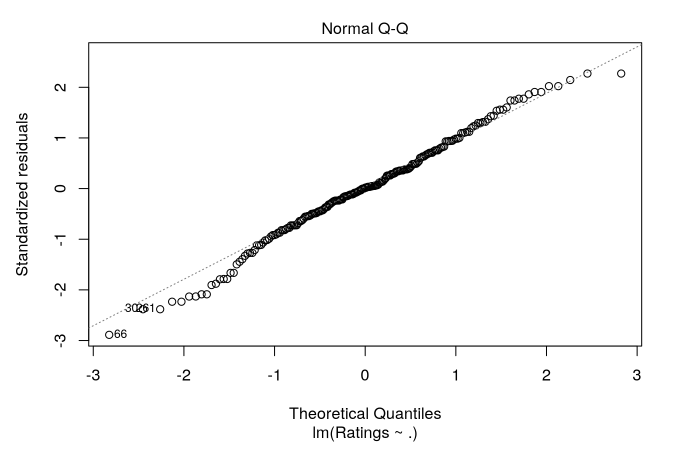 Normal Q-Q
Standardized residuals
2
1
0
-1
-2
-3
66
-3 -2 -1 0 1 2 3
Theoretical Quantiles
lm(Ratings ~ .)